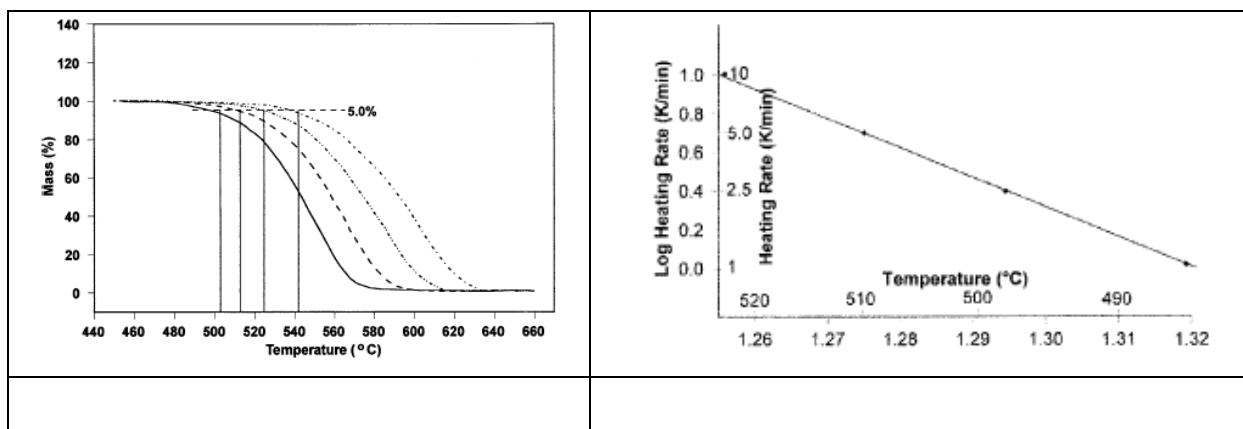 140
120
100
80
60
40
20
0
5.0%
Mass (%)
440 460 480 500 520 540 560 580 600 620 640 660
Temperature (°C)
Log Heating Rate (K/min)
Heating Rate (K/min)
1.0 10
0.8
0.6 5.0
0.4 2.5
0.2
0.0 1
Temperature (°C)
520 510 500 490
1.26 1.27 1.28 1.29 1.30 1.31 1.32